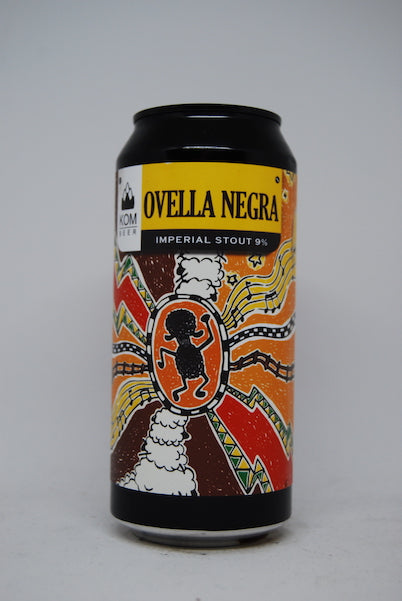 OVELLA NEGRA
KOM
BEER
IMPERIAL STOUT 9%